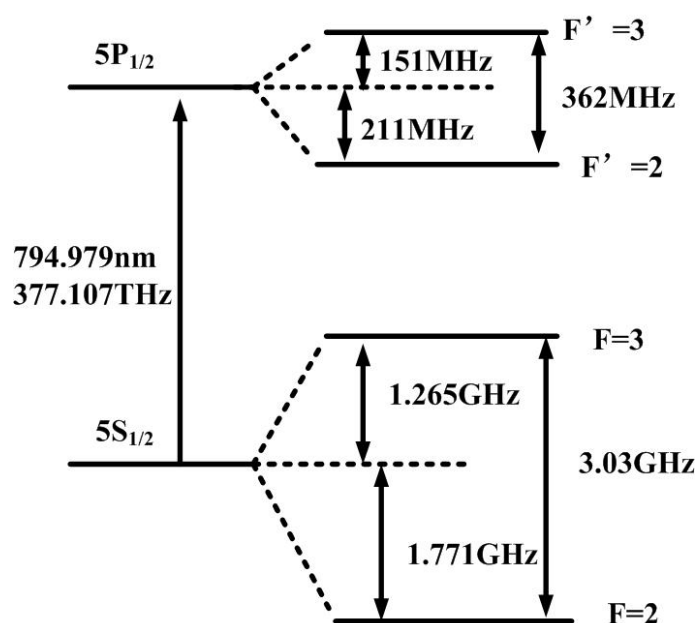 F’ =3
5P1/2
151MHz
362MHz
211MHz
F’ =2
794.979nm
377.107THz
F=3
1.265GHz
5S1/2
3.03GHz
1.771GHz
F=2